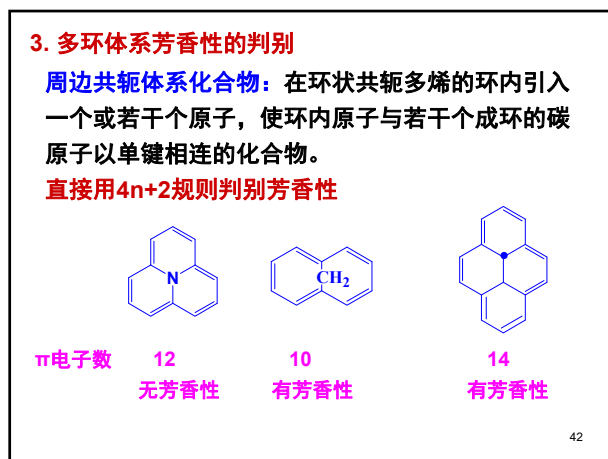 3. 多环体系芳香性的判别
周边共轭体系化合物：在环状共轭多烯的环内引入
一个或若干个原子，使环内原子与若干个成环的碳
原子以单键相连的化合物。
直接用4n+2规则判别芳香性
N
CH2
π电子数 12 10 14
无芳香性 有芳香性 有芳香性
42